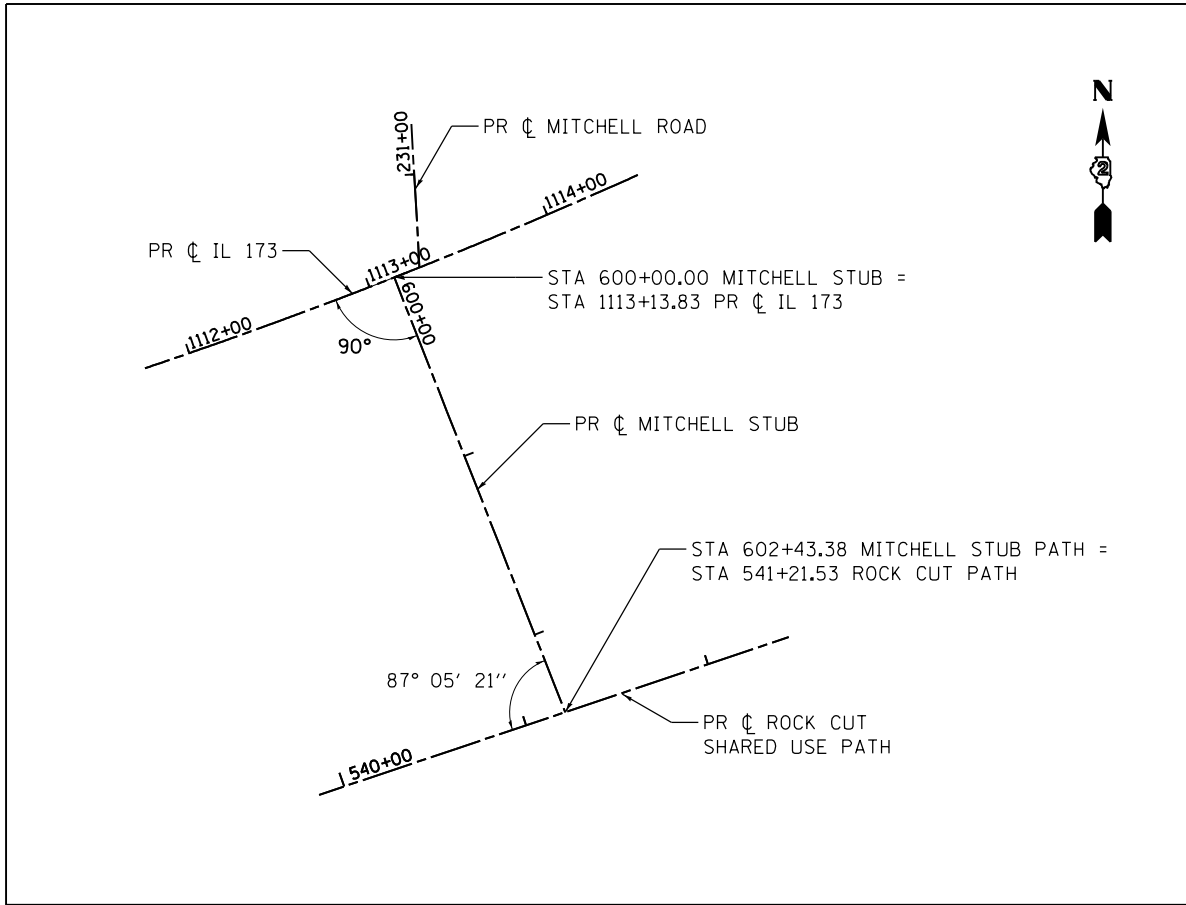 N
2
231+00
PR ℄ MITCHELL ROAD
1114+00
PR ℄ IL 173
1113+00
STA 600+00.00 MITCHELL STUB =
STA 1113+13.83 PR ℄ IL 173
600+00
1112+00
90°
PR ℄ MITCHELL STUB
STA 602+43.38 MITCHELL STUB PATH =
STA 541+21.53 ROCK CUT PATH
87° 05' 21''
PR ℄ ROCK CUT
SHARED USE PATH
540+00